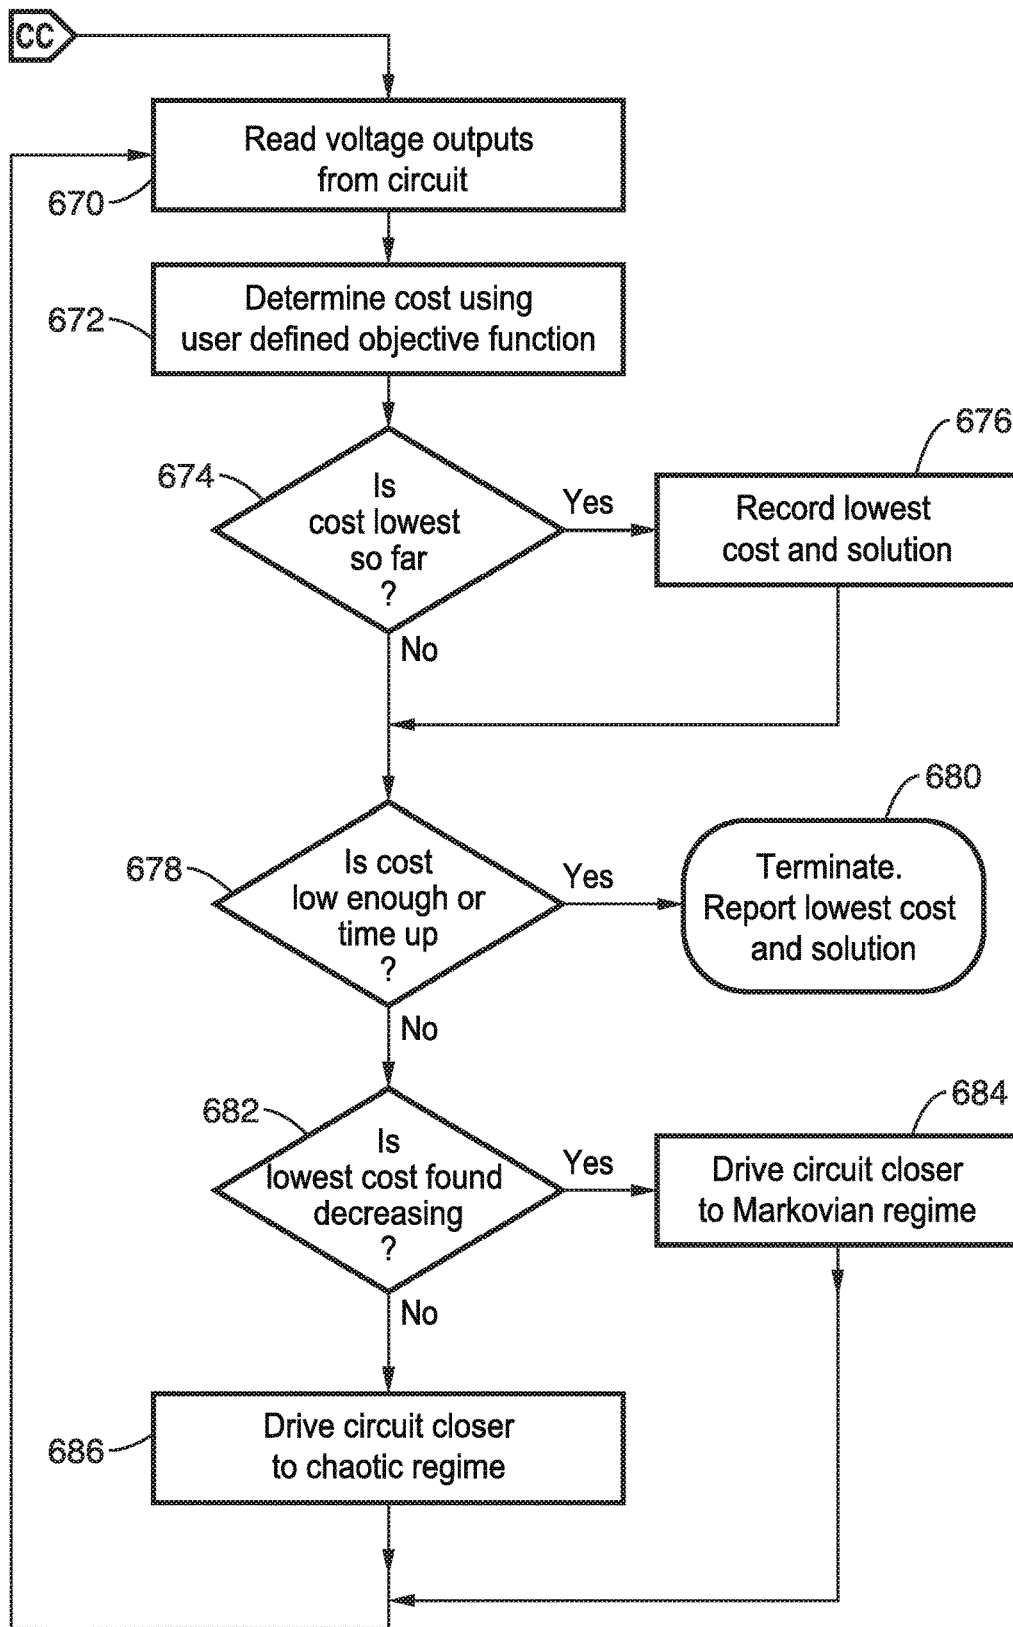 CC
Read voltage outputs
from circuit
670
Determine cost using
user defined objective function
672
674
Is
cost lowest
so far
?
Yes
676
Record lowest
cost and solution
No
678
Is cost
low enough or
time up
?
Yes
680
Terminate.
Report lowest cost
and solution
No
682
Is
lowest cost found
decreasing
?
Yes
684
Drive circuit closer
to Markovian regime
No
Drive circuit closer
to chaotic regime
686